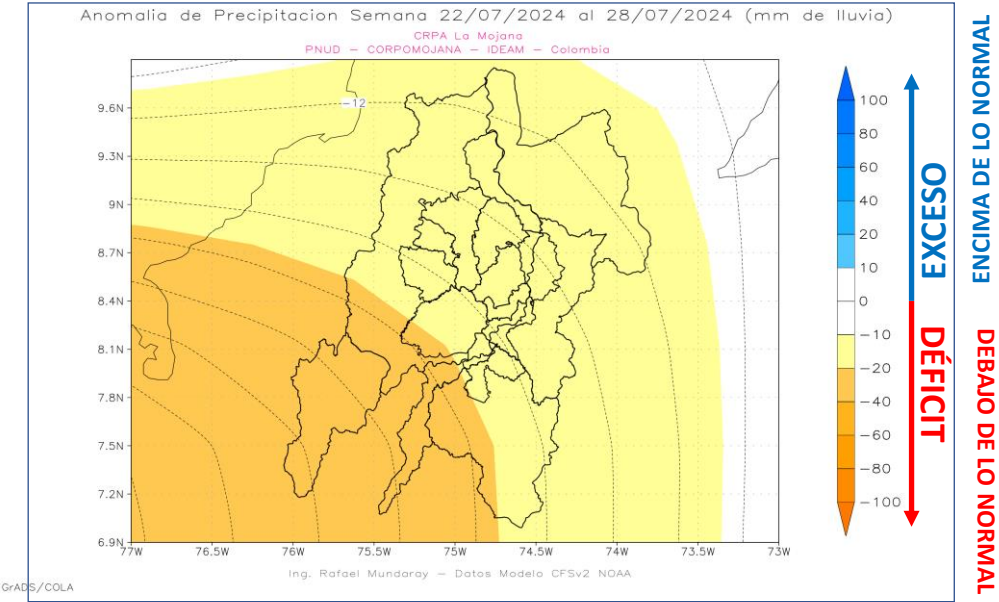 Anomalia de Precipitacion Semana 22/07/2024 al 28/07/2024 (mm de lluvia)
CRPA La Mojana
PNUD – CORPOMOJANA – IDEAM – Colombia
-12
9.6N
9.3N
9N
8.7N
8.4N
8.1N
7.8N
7.5N
7.2N
6.9N
77W
76.5W
76W
75.5W
75W
74.5W
74W
73.5W
73W
100
80
60
40
20
10
0
-10
-20
-40
-60
-80
-100
EXCESO
DÉFICIT
ENCIMA DE LO NORMAL
DEBAJO DE LO NORMAL
Ing. Rafael Mundaray – Datos Modelo CFSv2 NOAA
GrADS/COLA